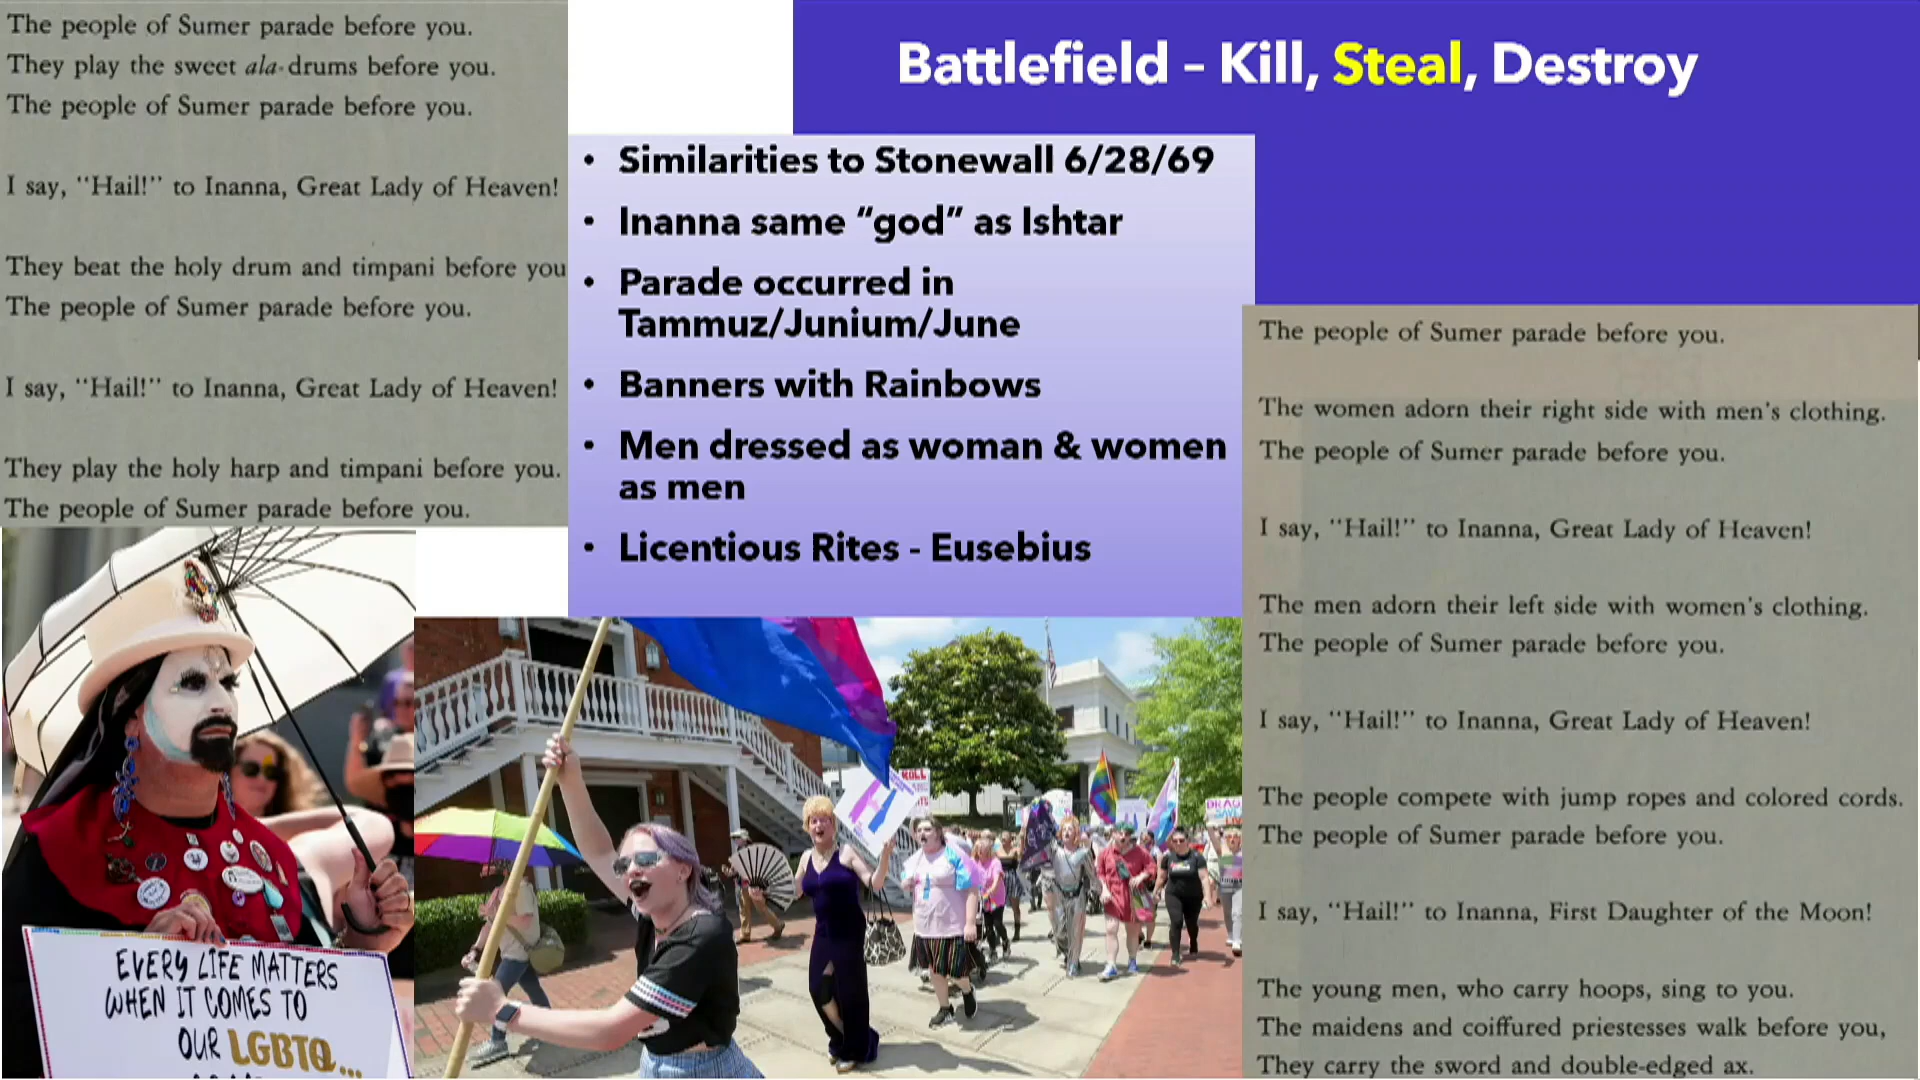 The people of Sumer parade before you.
They play the sweet ala-drums before you.
The people of Sumer parade before you.
I say, "Hail!" to Inanna, Great Lady of Heaven!
They beat the holy drum and timpani before you
The people of Sumer parade before you.
I say, "Hail!" to Inanna, Great Lady of Heaven!
They play the holy harp and timpani before you.
The people of Sumer parade before you.
Battlefield – Kill, Steal, Destroy
• Similarities to Stonewall 6/28/69
• Inanna same “god” as Ishtar
• Parade occurred in
Tammuz/Junium/June
• Banners with Rainbows
• Men dressed as woman & women
as men
• Licentious Rites - Eusebius
The people of Sumer parade before you.
The women adorn their right side with men's clothing.
The people of Sumer parade before you.
I say, "Hail!" to Inanna, Great Lady of Heaven!
The men adorn their left side with women's clothing.
The people of Sumer parade before you.
I say, "Hail!" to Inanna, Great Lady of Heaven!
The people compete with jump ropes and colored cords.
The people of Sumer parade before you.
I say, "Hail!" to Inanna, First Daughter of the Moon!
The young men, who carry hoops, sing to you.
The maidens and coiffured priestesses walk before you,
They carry the sword and double-edged ax.
EVERY LIFE MATTERS
WHEN IT COMES TO
OUR LGBTQ...
DRAG